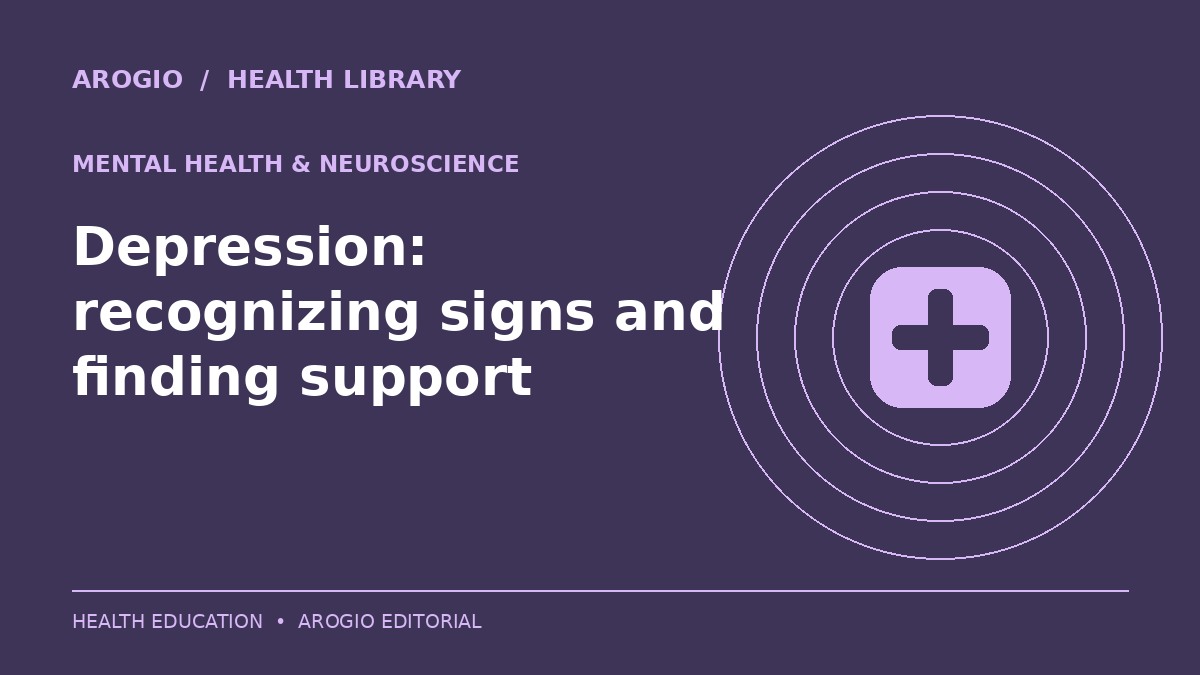 AROGIO / HEALTH LIBRARY
MENTAL HEALTH & NEUROSCIENCE
Depression:
recognizing signs and
finding support
HEALTH EDUCATION • AROGIO EDITORIAL